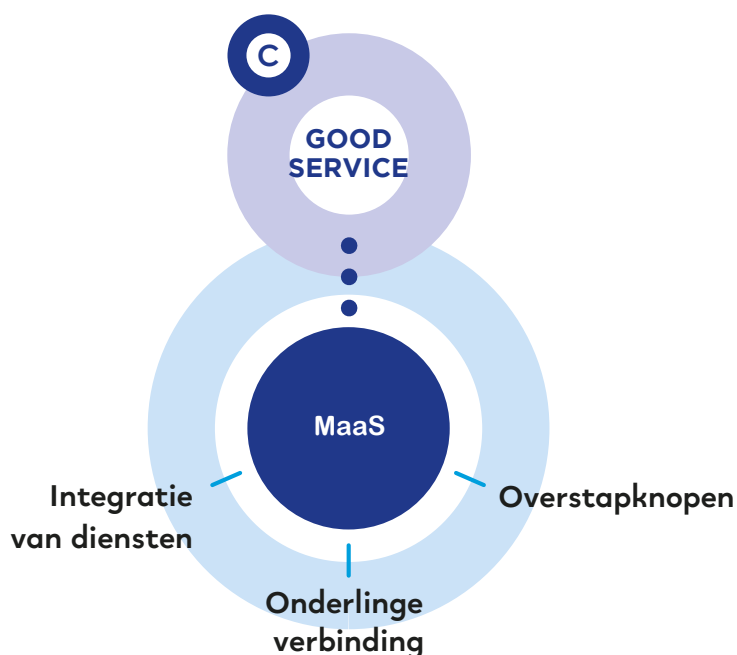 C
GOOD
SERVICE
MaaS
Integratie
van diensten
Overstapknopen
Onderlinge
verbinding